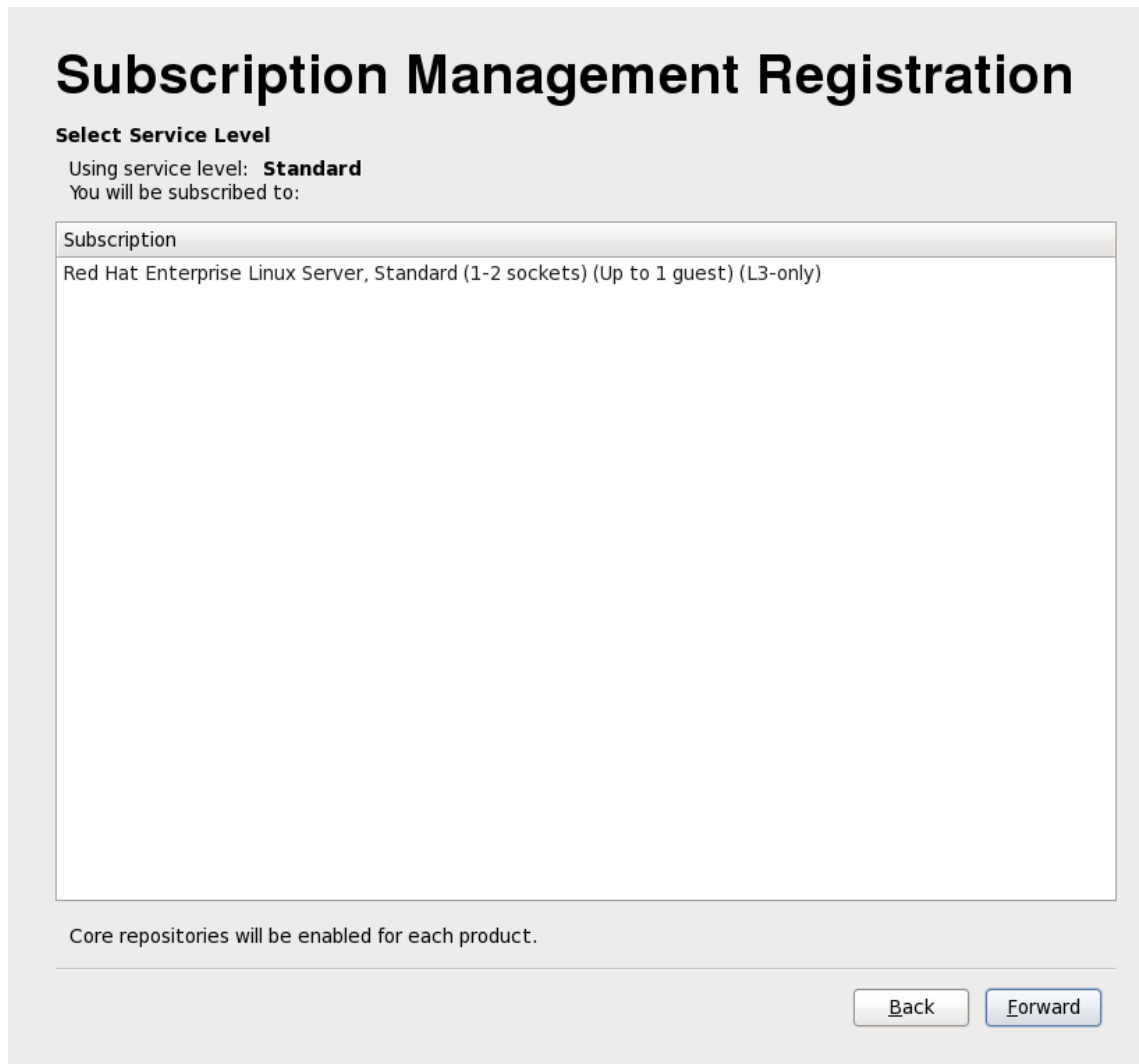 Subscription Management Registration
Select Service Level
Using service level: Standard
You will be subscribed to:
Subscription
Red Hat Enterprise Linux Server, Standard (1-2 sockets) (Up to 1 guest) (L3-only)
Core repositories will be enabled for each product.
Back
Forward